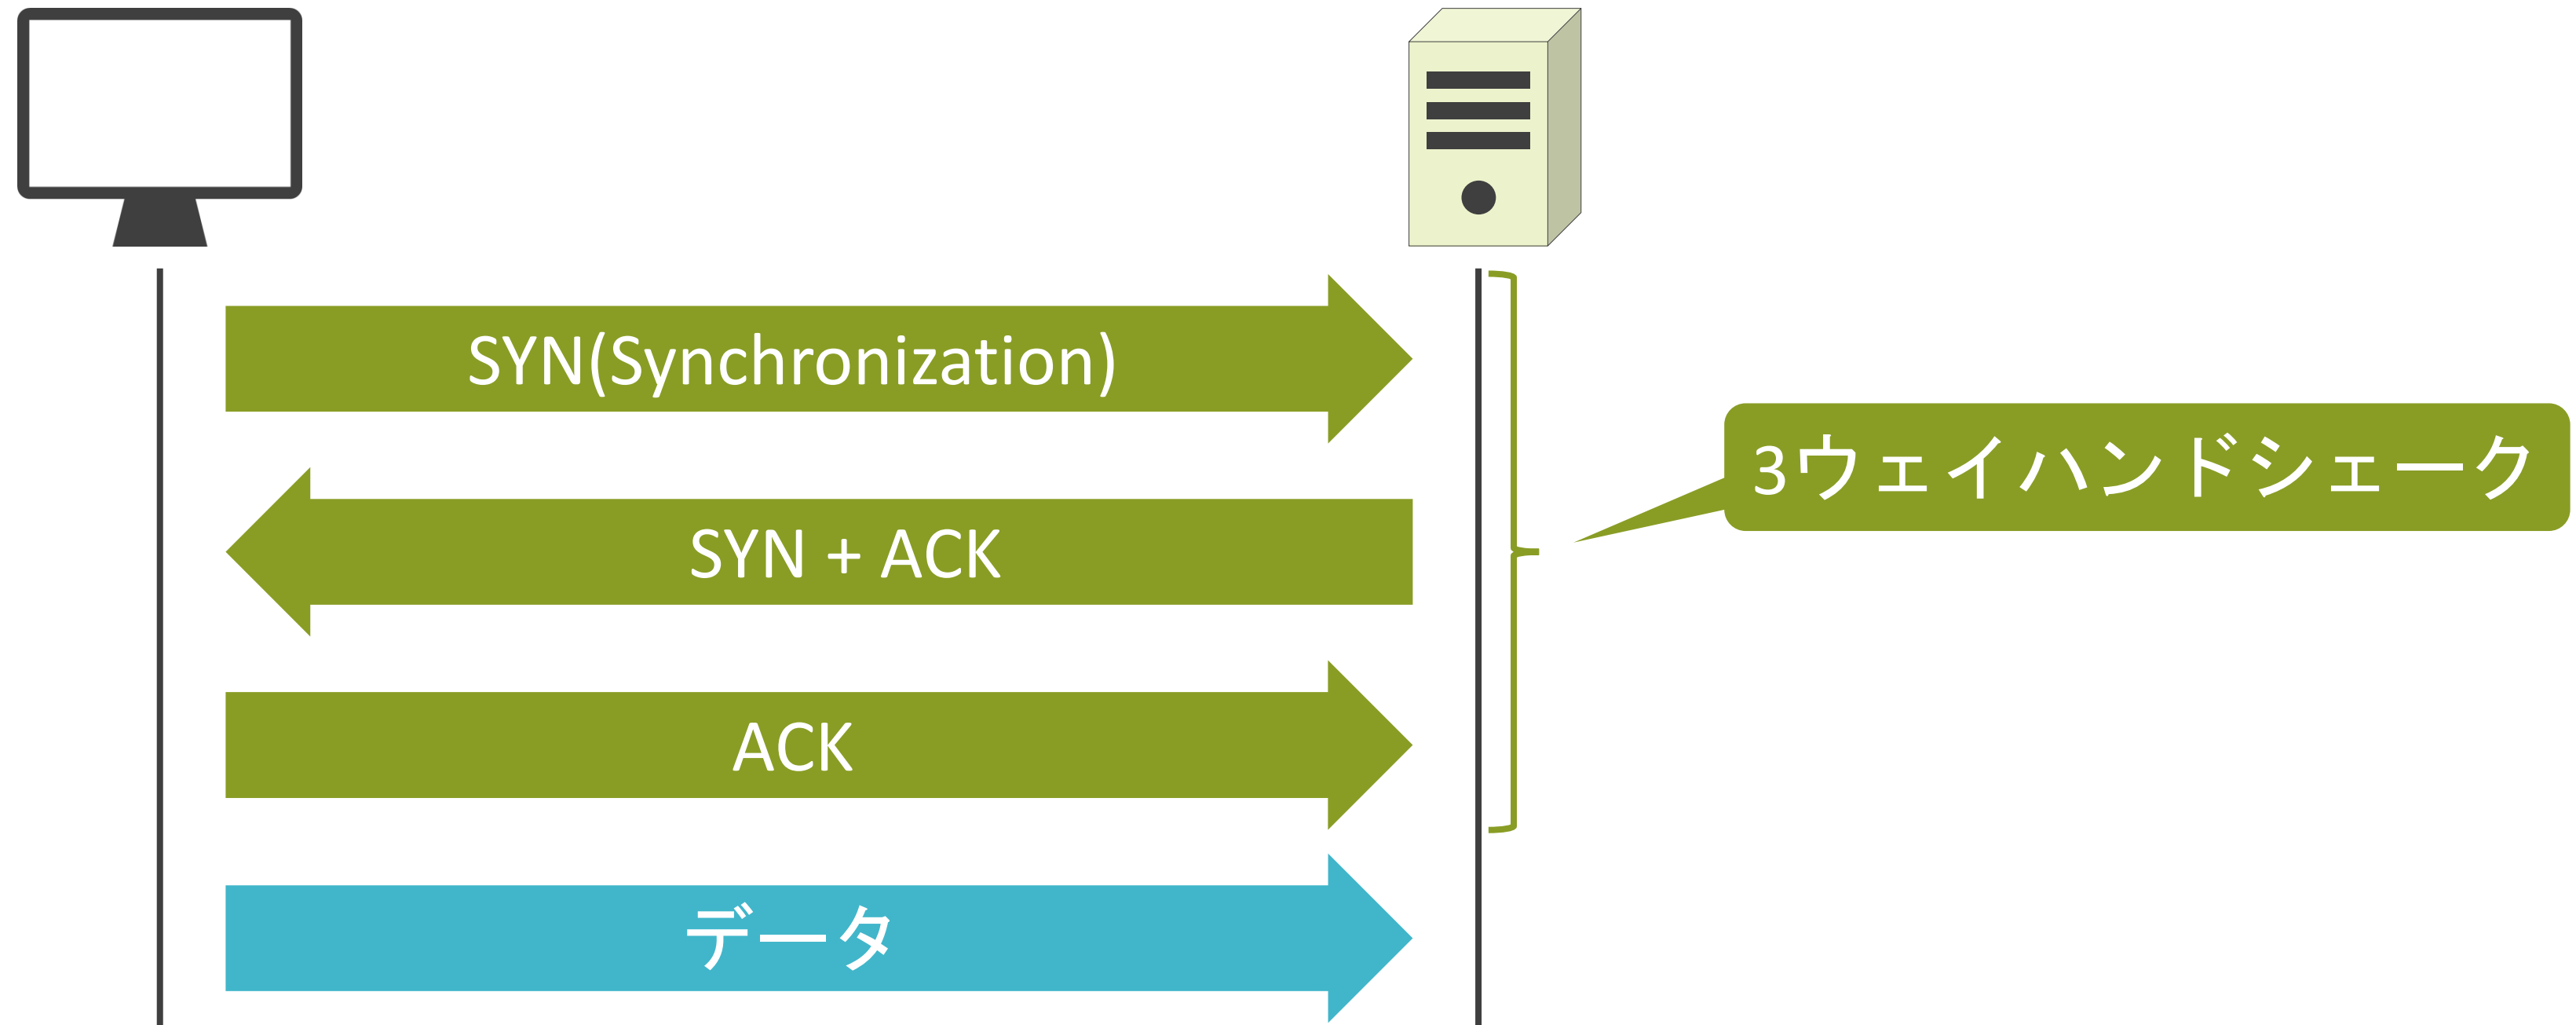 SYN(Synchronization)
3ウェイハンドシェーク
SYN + ACK
ACK
データ